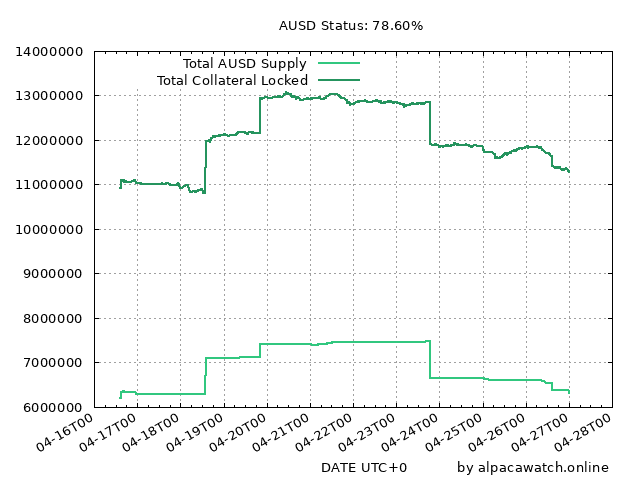 AUSD Status: 78.60%
14000000
13000000
12000000
11000000
10000000
9000000
8000000
7000000
6000000
Total AUSD Supply
Total Collateral Locked
04-16T00
04-17T00
04-18T00
04-19T00
04-20T00
04-21T00
04-22T00
04-23T00
04-24T00
04-25T00
04-26T00
04-27T00
04-28T00
DATE UTC+0
by alpacawatch.online